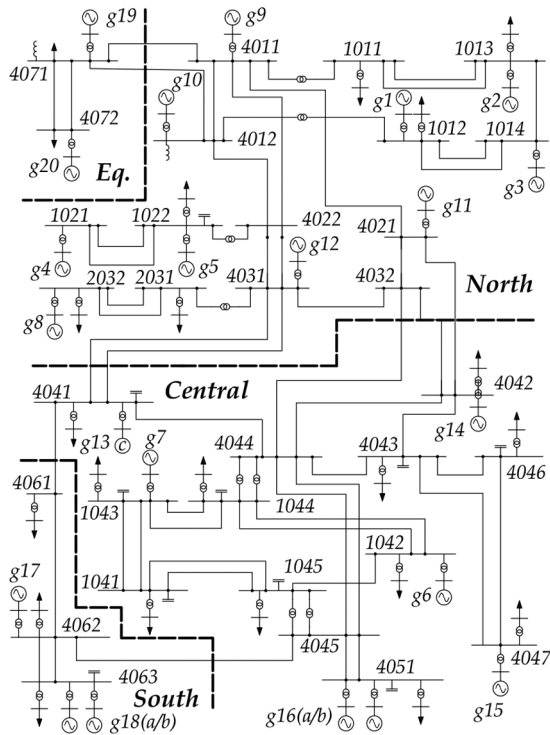 g19 g9
4071 4011 1011 1013
g10 g1 g2
4072 4012 1012 1014
g20 Eq. g3
1021 1022 4022 g11
g12 4021
g4 g5
2032 2031 4031 4032 North
g8
Central
4041 4042
g13 c g7 4044 4043 g14
4046
4061
1043 1044
1042
g17 1041 1045
g6
4062 4045 4047
4063 4051
South g15
g18(a/b) g16(a/b)